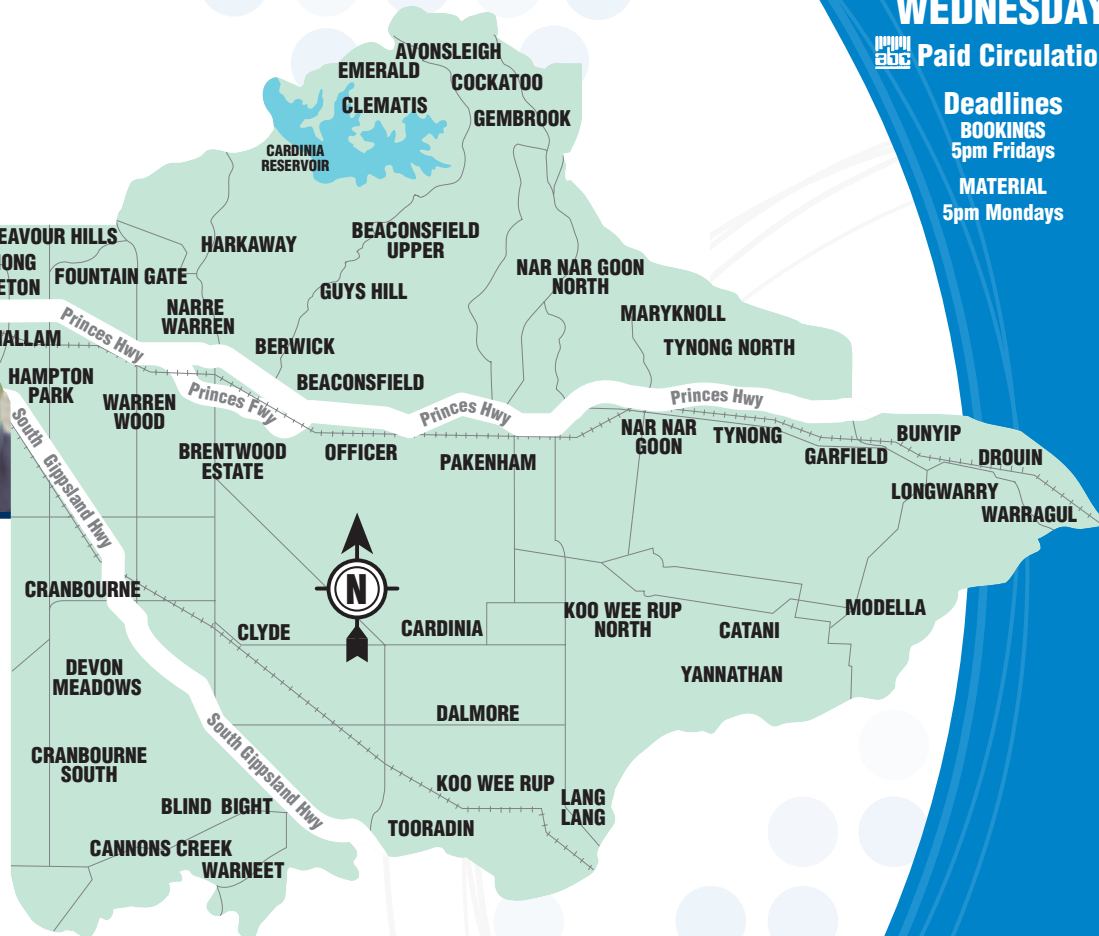 WEDNESDAY
abc Paid Circulatio
Deadlines
BOOKINGS
5pm Fridays
MATERIAL
5pm Mondays
AVONSLEIGH
EMERALD
COCKATOO
CLEMATIS
GEMBROOK
CARDINIA
RESERVOIR
EAVOUR HILLS
HARKAWAY
BEACONSFIELD
UPPER
ONG
FOUNTAIN GATE
ETON
NAR NAR GOON
NORTH
GUYS HILL
NARRE
WARREN
MARYKNOLL
Princes Hwy
HALLAM
BERWICK
TYNONG NORTH
HAMPTON
PARK
WARREN
WOOD
BEACONSFIELD
Princes Fwy
Princes Hwy
Princes Hwy
South Gippsland Hwy
BRENTWOOD
ESTATE
OFFICER
PAKENHAM
NAR NAR
GOON
TYNONG
GARFIELD
BUNYIP
DROUIN
LONGWARRY
WARRAGUL
N
CRANBOURNE
CLYDE
CARDINIA
KOO WEE RUP
NORTH
CATANI
MODELLA
DEVON
MEADOWS
YANNATHAN
DALMORE
South Gippsland Hwy
CRANBOURNE
SOUTH
KOO WEE RUP
LANG
LANG
BLIND BIGHT
TOORADIN
CANNONS CREEK
WARNEET